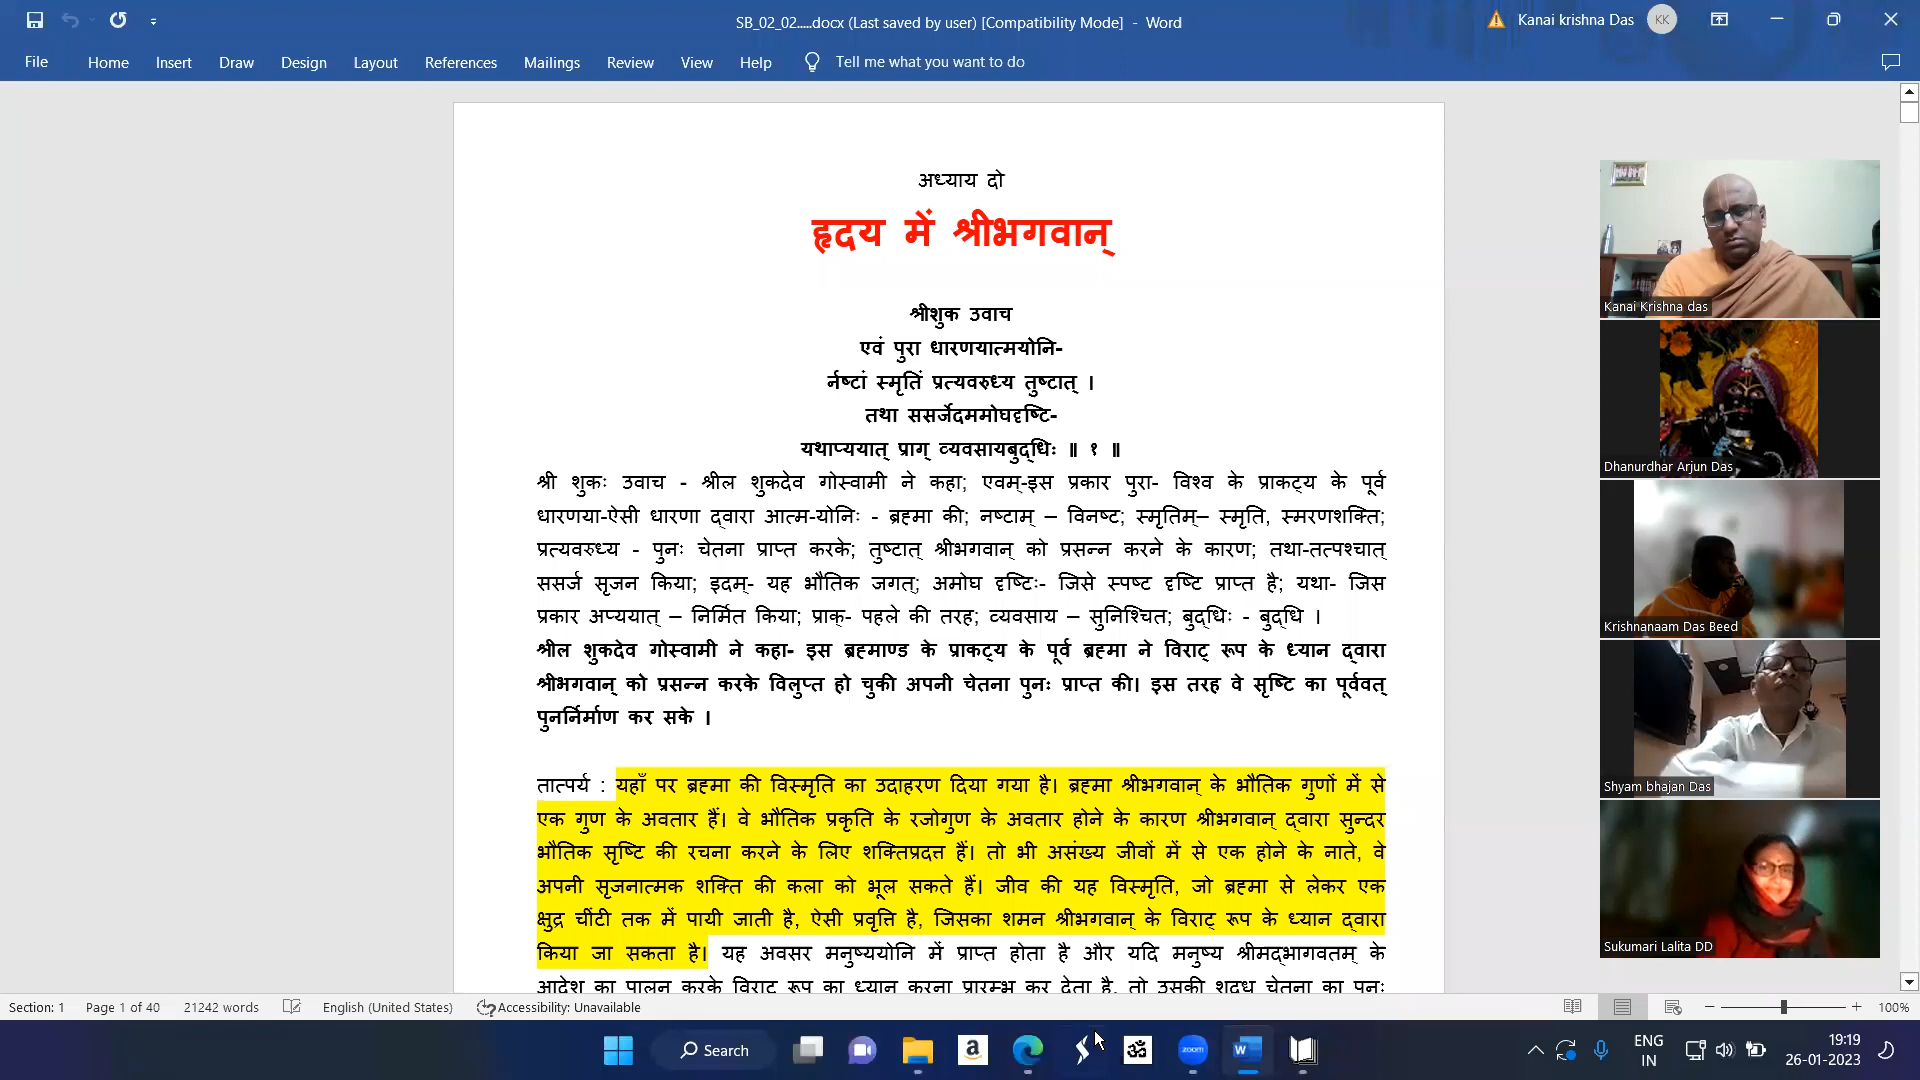 SB_02_02.....docx (Last saved by user) [Compatibility Mode] - Word
Kanai krishna Das
KK
File
Home
Insert
Draw
Design
Layout
References
Mailings
Review
View
Help
Tell me what you want to do
अध्याय दो
हृदय में श्रीभगवान्
श्रीशुक उवाच
एवं पुरा धारणयात्मयोनि-
र्नष्टां स्मृतिं प्रत्यवरुध्य तुष्टात् ।
तथा ससर्जेदममोघदृष्टि-
यथाप्ययात् प्राग् व्यवसायबुद्धिः ॥ १ ॥
श्री शुकः उवाच - श्रील शुकदेव गोस्वामी ने कहा; एवम्-इस प्रकार पुरा- विश्व के प्राकट्य के पूर्व
धारणया-ऐसी धारणा द्वारा आत्म-योनिः - ब्रह्मा की; नष्टाम् – विनष्ट; स्मृतिम्– स्मृति, स्मरणशक्ति;
प्रत्यवरुध्य - पुनः चेतना प्राप्त करके; तुष्टात् श्रीभगवान् को प्रसन्न करने के कारण; तथा-तत्पश्चात्
ससर्ज सृजन किया; इदम्- यह भौतिक जगत्; अमोघ दृष्टिः- जिसे स्पष्ट दृष्टि प्राप्त है; यथा- जिस
प्रकार अप्ययात् – निर्मित किया; प्राक्- पहले की तरह; व्यवसाय – सुनिश्चित; बुद्धिः - बुद्धि ।
श्रील शुकदेव गोस्वामी ने कहा- इस ब्रह्माण्ड के प्राकट्य के पूर्व ब्रह्मा ने विराट् रूप के ध्यान द्वारा
श्रीभगवान् को प्रसन्न करके विलुप्त हो चुकी अपनी चेतना पुनः प्राप्त की। इस तरह वे सृष्टि का पूर्ववत्
पुनर्निर्माण कर सके ।
तात्पर्य : यहाँ पर ब्रह्मा की विस्मृति का उदाहरण दिया गया है। ब्रह्मा श्रीभगवान् के भौतिक गुणों में से
एक गुण के अवतार हैं। वे भौतिक प्रकृति के रजोगुण के अवतार होने के कारण श्रीभगवान् द्वारा सुन्दर
भौतिक सृष्टि की रचना करने के लिए शक्तिप्रदत्त हैं। तो भी असंख्य जीवों में से एक होने के नाते, वे
अपनी सृजनात्मक शक्ति की कला को भूल सकते हैं। जीव की यह विस्मृति, जो ब्रह्मा से लेकर एक
क्षुद्र चींटी तक में पायी जाती है, ऐसी प्रवृत्ति है, जिसका शमन श्रीभगवान् के विराट् रूप के ध्यान द्वारा
किया जा सकता है। यह अवसर मनुष्ययोनि में प्राप्त होता है और यदि मनुष्य श्रीमद्भागवतम् के
आदेश का पालन करके विराट् रूप का ध्यान करना प्रारम्भ कर देता है, तो उसकी शुद्ध चेतना का पुनः
Kanai Krishna das
Dhanurdhar Arjun Das
Krishnanaam Das Beed
Shyam bhajan Das
Sukumari Lalita DD
Section: 1
Page 1 of 40
21242 words
English (United States)
Accessibility: Unavailable
100%
Search
a
ॐ
zoom
W
ENG
IN
19:19
26-01-2023